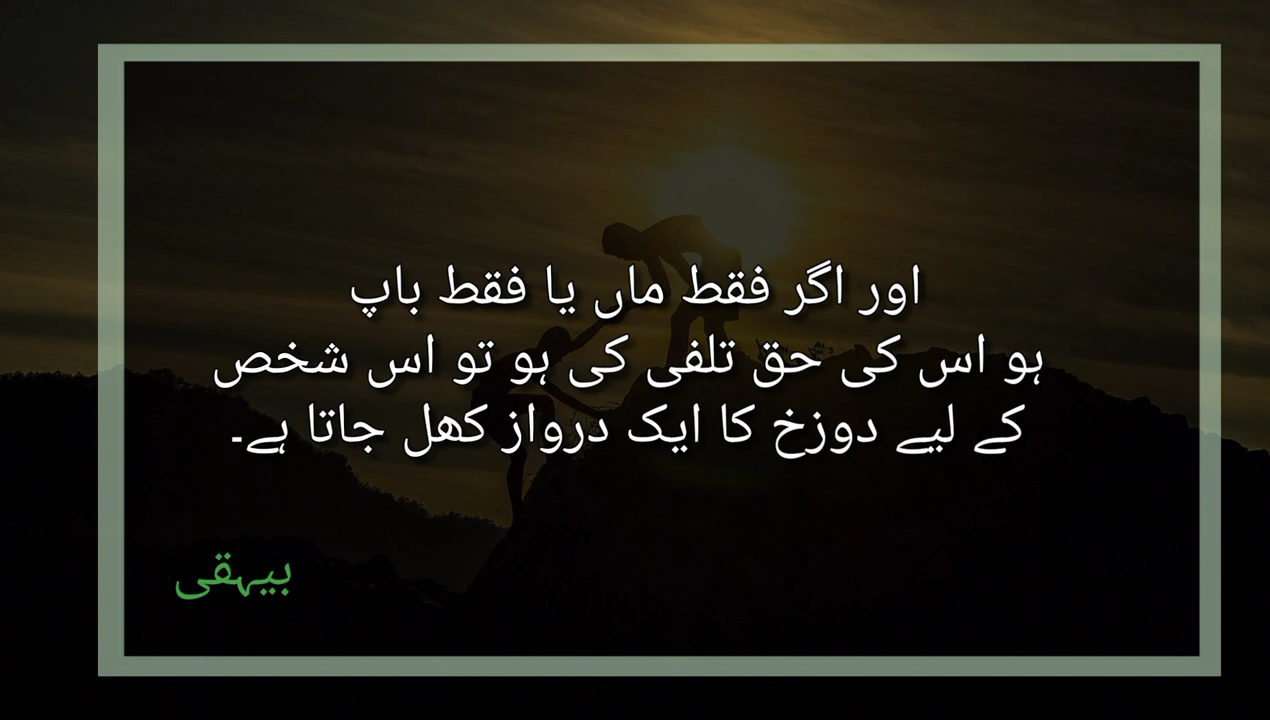 اور اگر فقط ماں یا فقط باپ
ہو اس کی حق تلفی کی ہو تو اس شخص
کے لیے دوزخ کا ایک درواز کھل جاتا ہے۔
بیہقی